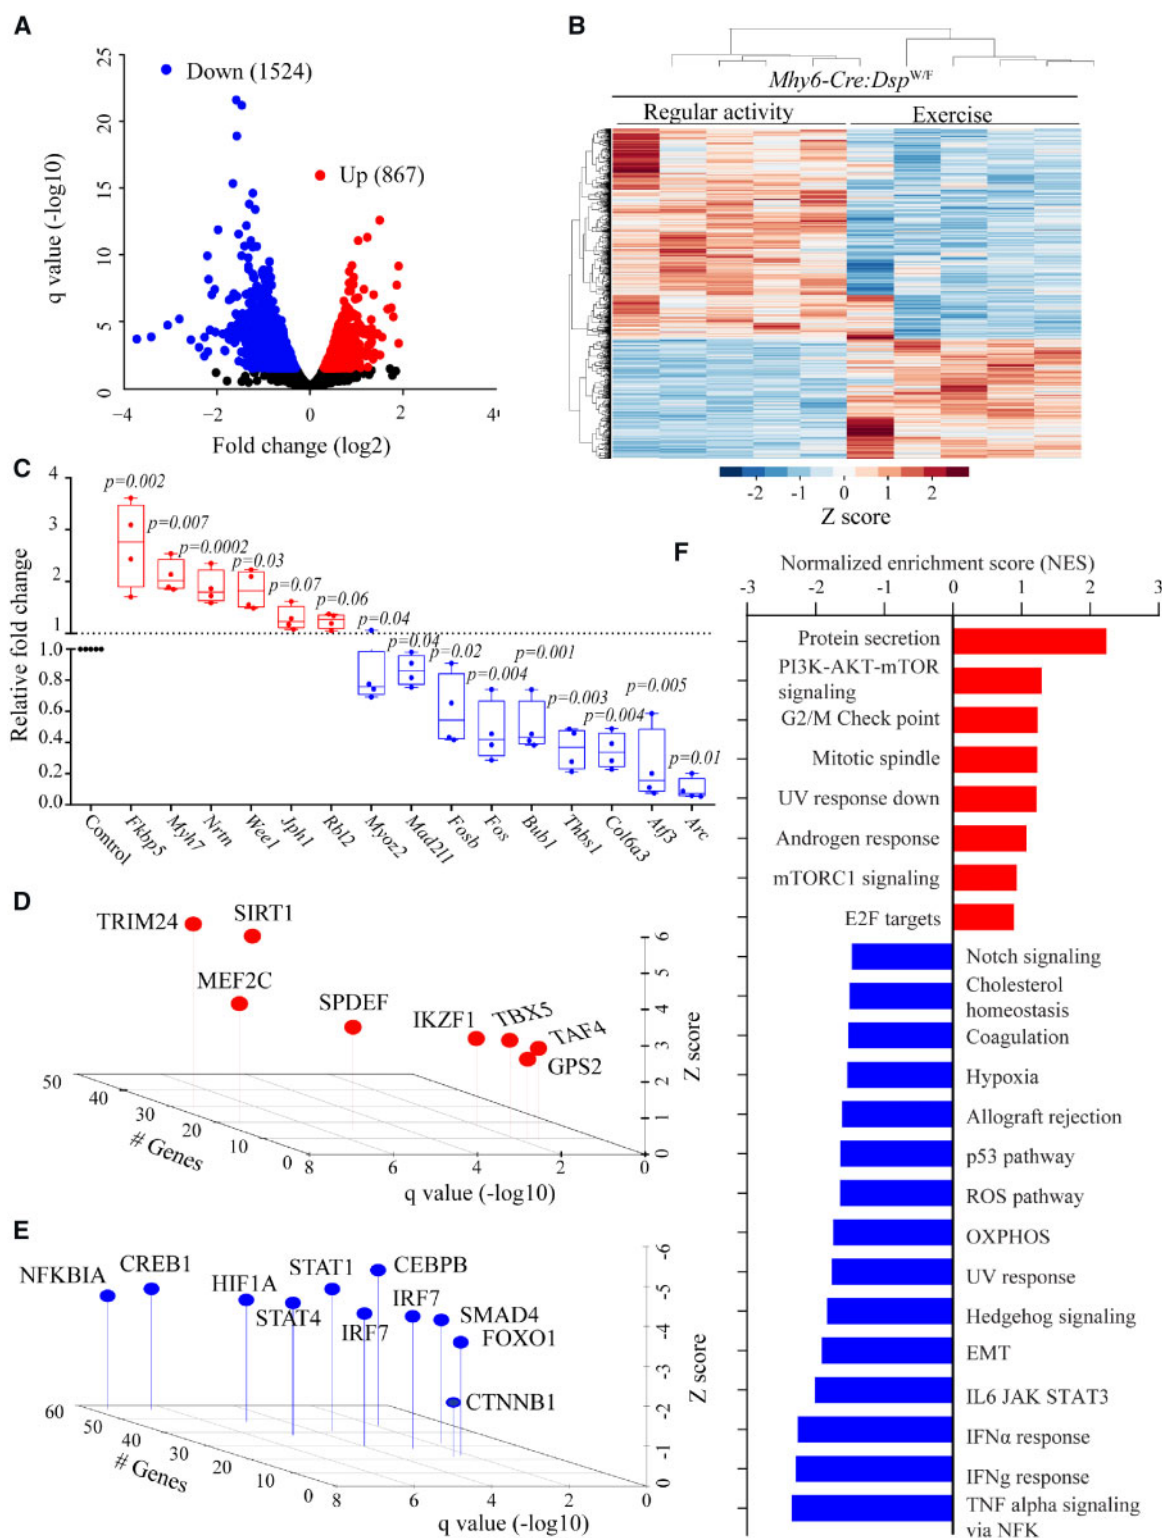 A
25
20
15
10
5
0
q value (-log10)
Down (1524)
Up (867)
−4
−2
0
2
4
Fold change (log2)
B
Mhy6-Cre:Dsp^W/F
Regular activity
Exercise
-2
-1
0
1
2
Z score
C
4
3
2
1
1.0
0.8
0.6
0.4
0.2
0.0
Relative fold change
p=0.002
p=0.007
p=0.0002
p=0.03
p=0.07
p=0.06
p=0.04
p=0.04
p=0.02
p=0.004
p=0.001
p=0.003
p=0.004
p=0.005
p=0.01
Control
Fkbp5
Myh7
Nrtn
Wee1
Jph1
Rbl2
Myoz2
Mad2l1
Fosb
Fos
Bub1
Thbs1
Col6a3
Atf3
Arc
D
TRIM24
SIRT1
MEF2C
SPDEF
IKZF1
TBX5
TAF4
GPS2
6
5
4
3
2
1
0
Z score
50
40
30
20
10
0
# Genes
8
6
4
2
0
q value (-log10)
E
NFKBIA
CREB1
HIF1A
STAT4
STAT1
IRF7
CEBPB
IRF7
SMAD4
FOXO1
CTNNB1
-6
-5
-4
-3
-2
-1
0
Z score
60
50
40
30
20
10
0
# Genes
8
6
4
2
0
q value (-log10)
F
Normalized enrichment score (NES)
-3
-2
-1
0
1
2
3
Protein secretion
PI3K-AKT-mTOR
signaling
G2/M Check point
Mitotic spindle
UV response down
Androgen response
mTORC1 signaling
E2F targets
Notch signaling
Cholesterol
homeostasis
Coagulation
Hypoxia
Allograft rejection
p53 pathway
ROS pathway
OXPHOS
UV response
Hedgehog signaling
EMT
IL6 JAK STAT3
IFNα response
IFNg response
TNF alpha signaling
via NFK